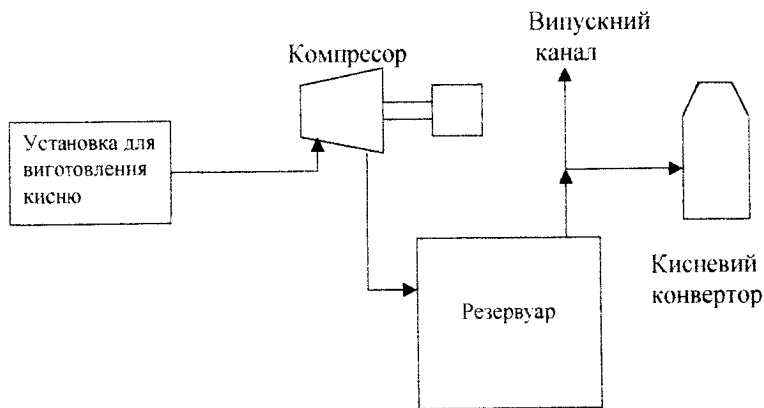 Випускний
канал
Компресор
Установка для
виготовлення
кисню
Кисневий
конвертор
Резервуар